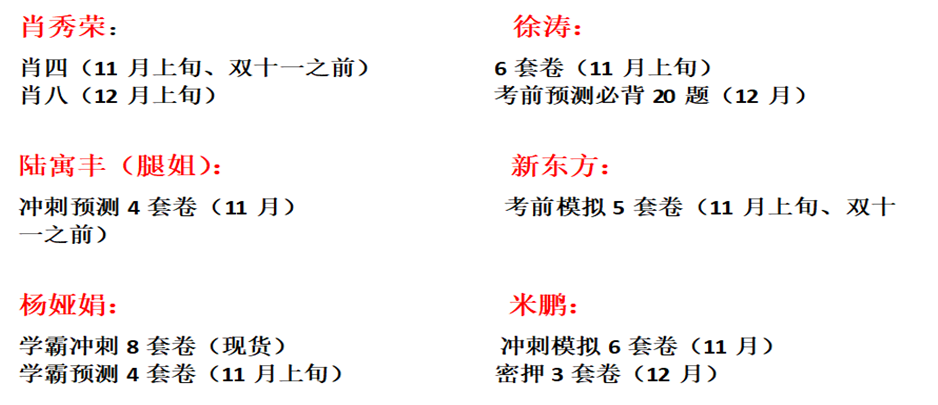 肖秀荣：
肖四（11 月上旬、双十一之前）
肖八（12 月上旬）
徐涛：
6 套卷（11 月上旬）
考前预测必背 20 题（12 月）
陆寓丰（腿姐）：
冲刺预测 4 套卷（11 月）
新东方：
考前模拟 5 套卷（11 月上旬、双十
一之前）
杨娅娟：
学霸冲刺 8 套卷（现货）
学霸预测 4 套卷（11 月上旬）
米鹏：
冲刺模拟 6 套卷（11 月）
密押 3 套卷（12 月）